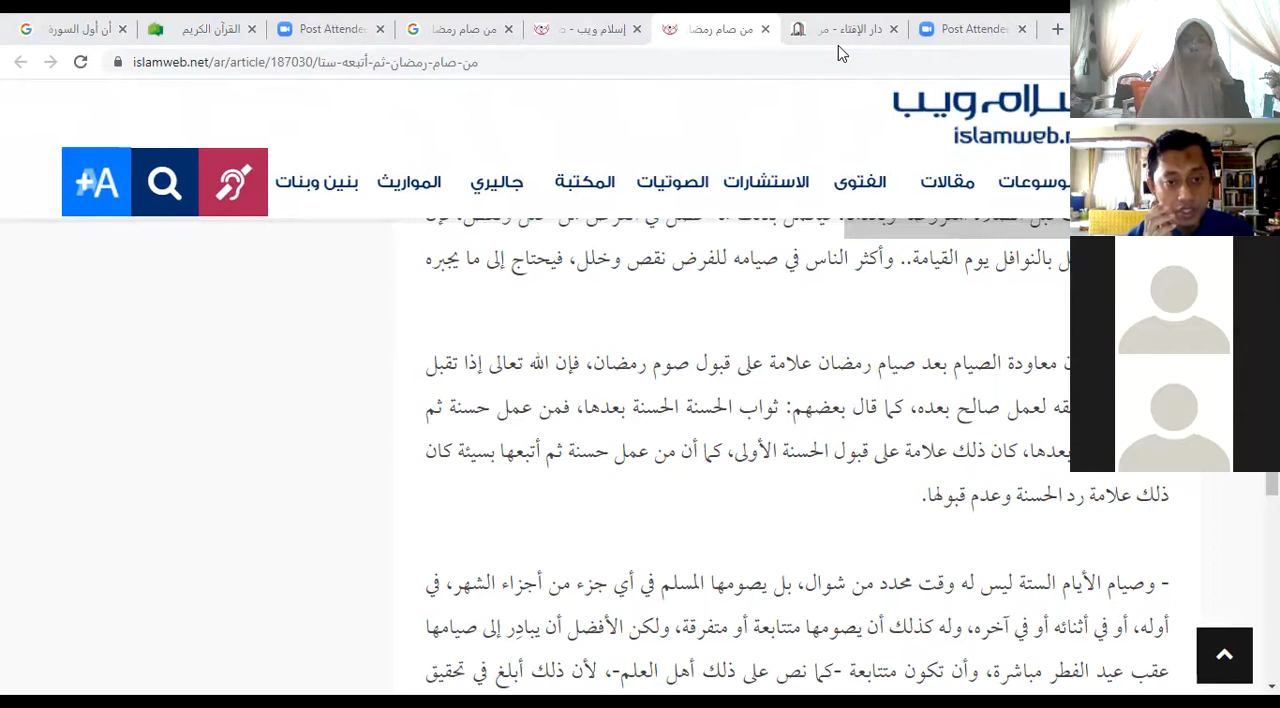 أن أول السورة
القرآن الكريم
Post Attende
من صام رمضا
إسلام ويب -
من صام رمضا
دار الإفتاء - مر
Post Attende
islamweb.net/ar/article/187030/من-صام-رمضان-ثم-أتبعه-ستا
سلام ويب
islamweb.n
+A
وسوعات
مقالات
الفتوى
الاستشارات
الصوتيات
المكتبة
جاليري
المواريث
بنين وبنات
بالنوافل يوم القيامة.. وأكثر الناس في صيامه للفرض نقص وخلل، فيحتاج إلى ما يجبره
معاودة الصيام بعد صيام رمضان علامة على قبول صوم رمضان، فإن الله تعالى إذا تقبل
قه لعمل صالح بعده، كما قال بعضهم: ثواب الحسنة الحسنة بعدها، فمن عمل حسنة ثم
بعدها، كان ذلك علامة على قبول الحسنة الأولى، كما أن من عمل حسنة ثم أتبعها بسيئة كان
ذلك علامة رد الحسنة وعدم قبولها.
- وصيام الأيام الستة ليس له وقت محدد من شوال، بل يصومها المسلم في أي جزء من أجزاء الشهر، في
أوله، أو في أثنائه أو في آخره، وله كذلك أن يصومها متتابعة أو متفرقة، ولكن الأفضل أن يبادِر إلى صيامها
عقب عيد الفطر مباشرة، وأن تكون متتابعة -كما نص على ذلك أهل العلم-، لأن ذلك أبلغ في تحقيق